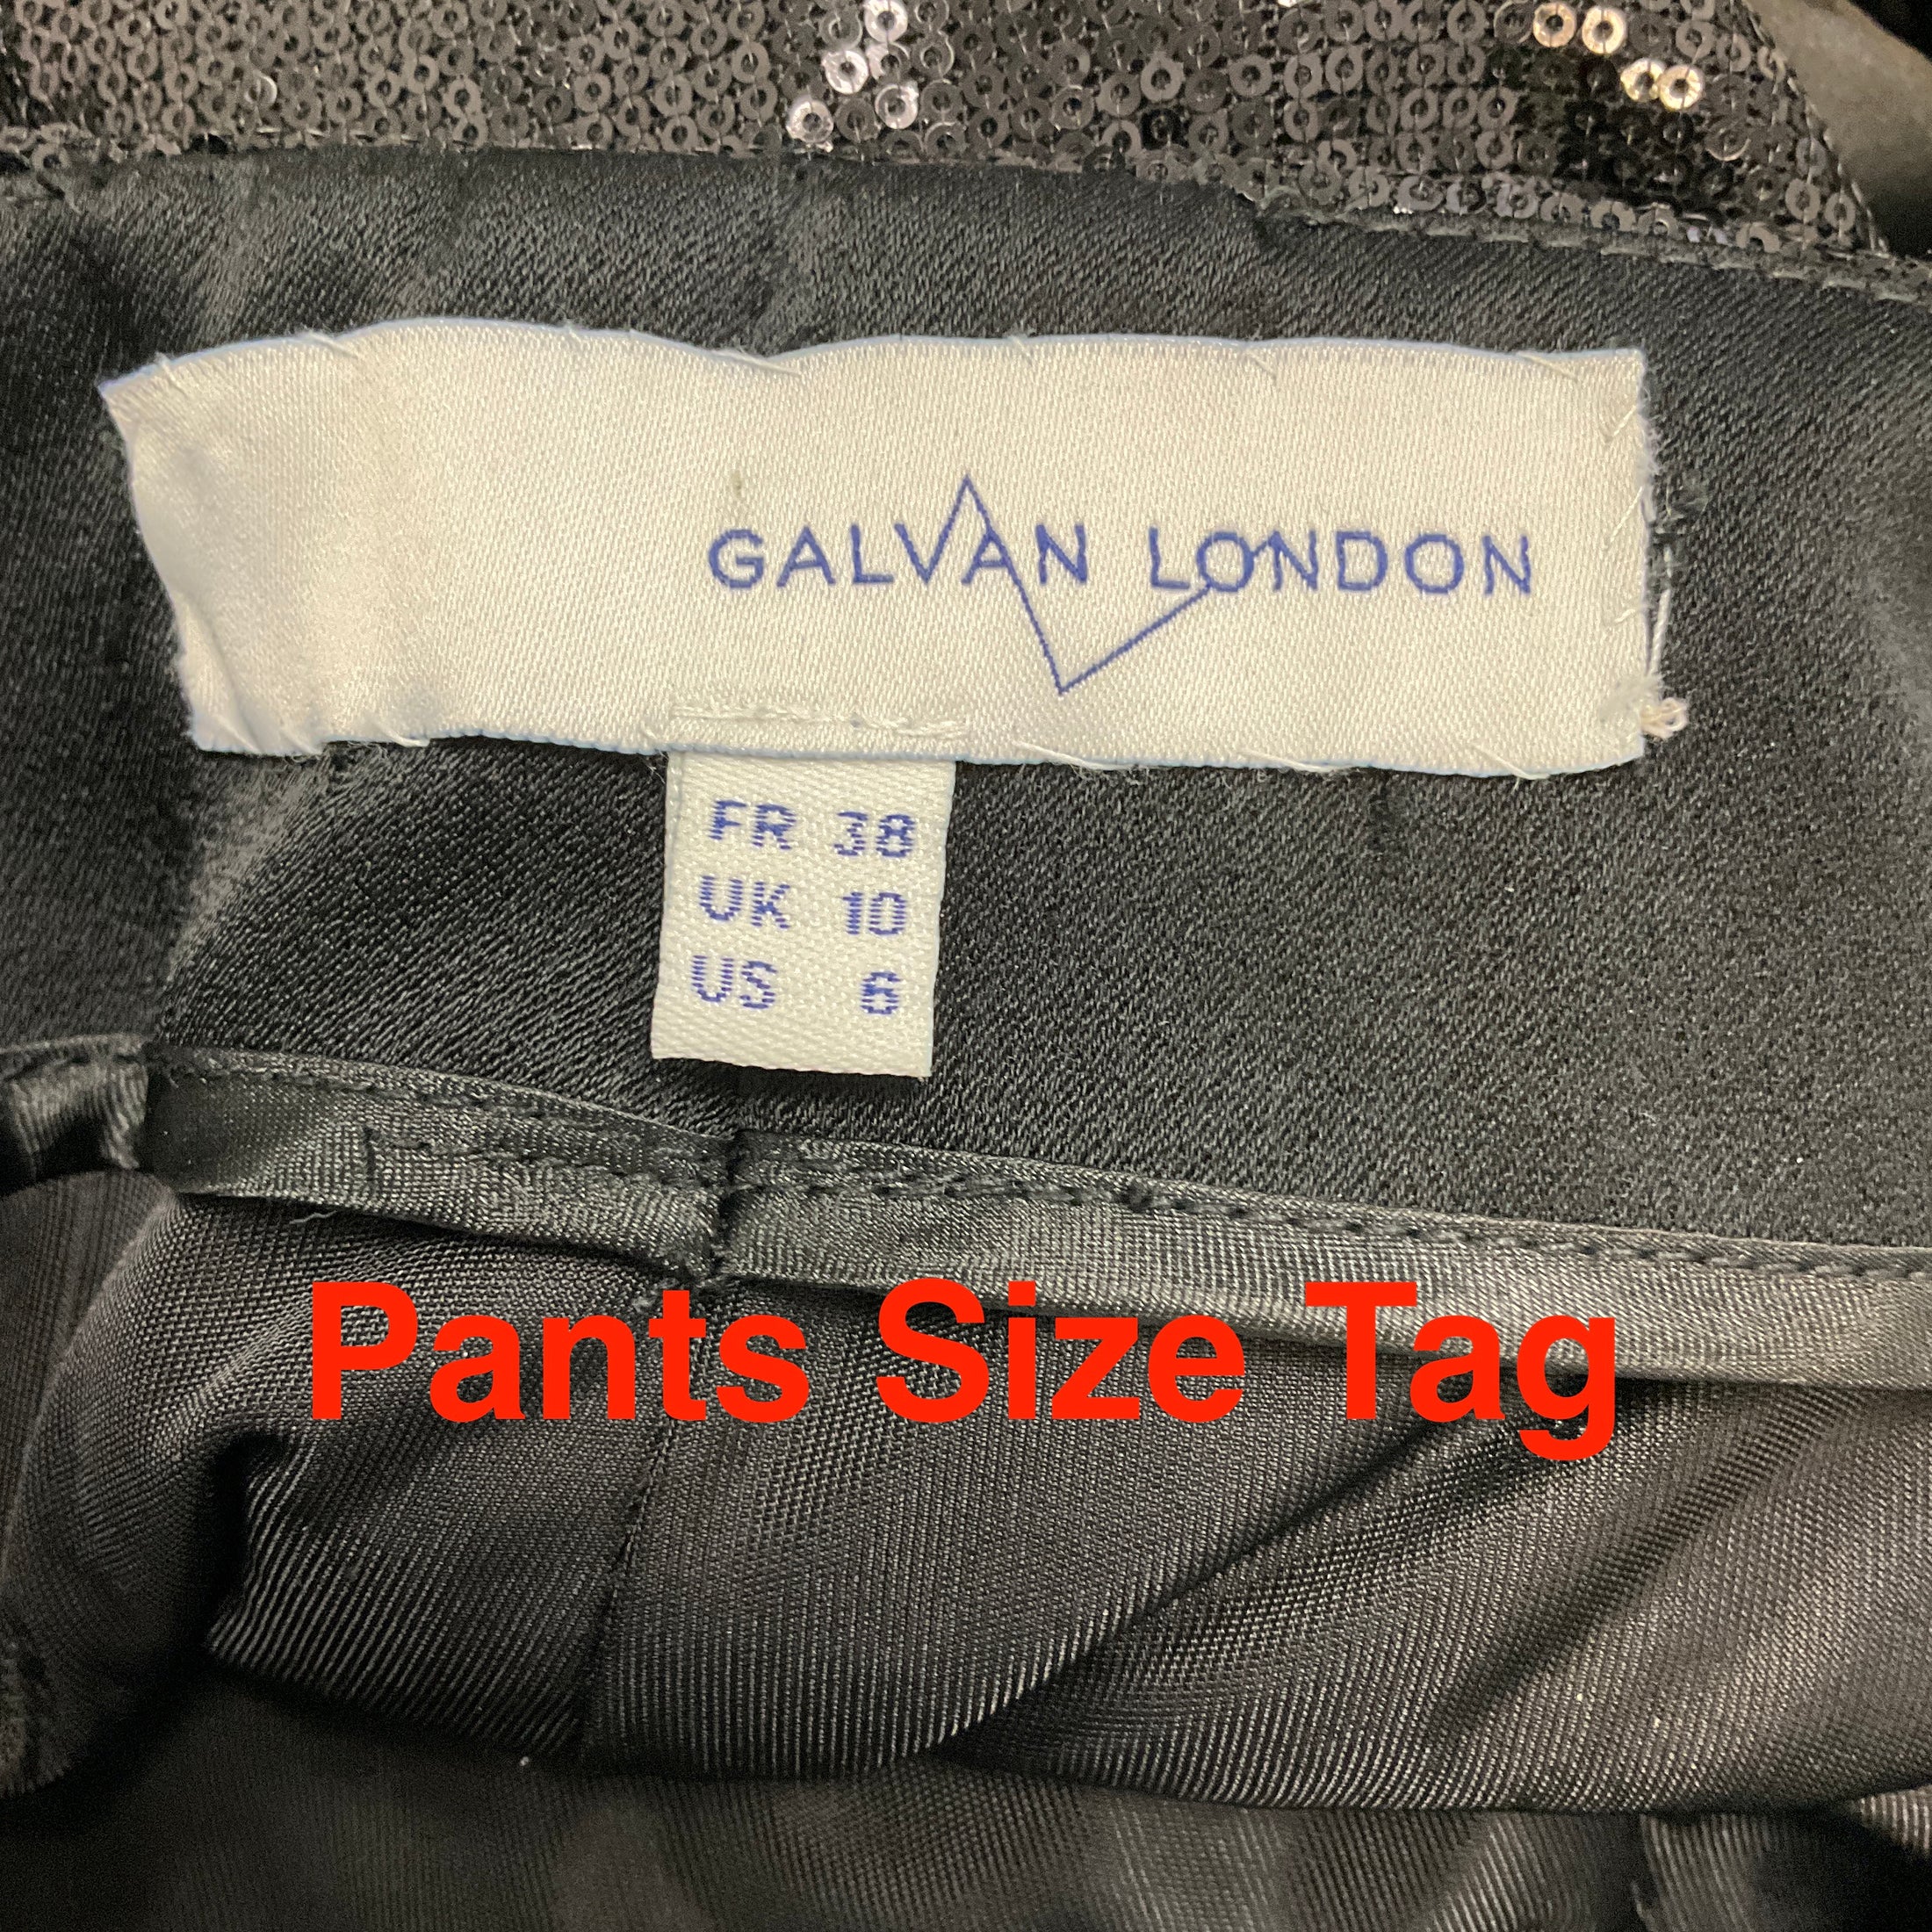 GALVAN LONDON
FR 38
UK 10
US 6
Pants Size Tag